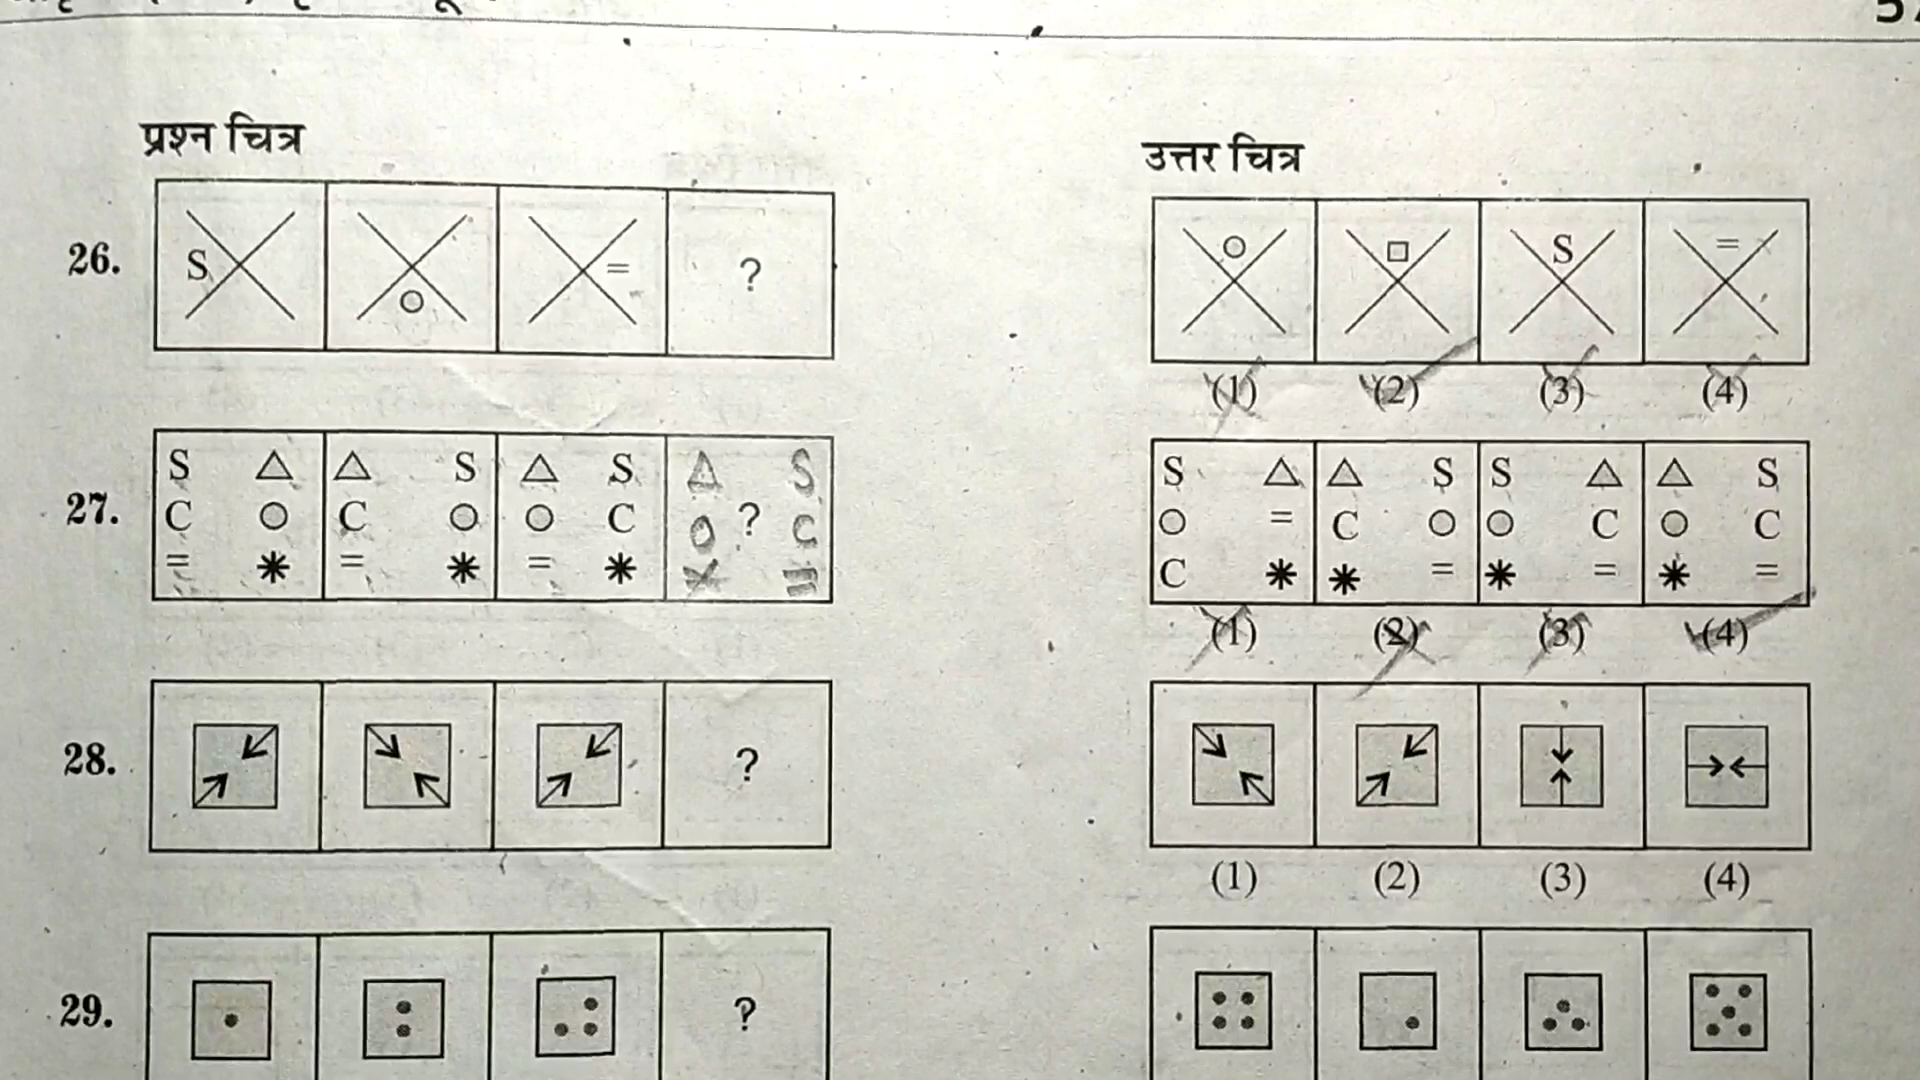 प्रश्न चित्र
उत्तर चित्र
26.
S
=
?
S
=
(1) (2) (3) (4)
27.
S △ △ S △ S △ S
C ○ C ○ ○ C ○ ? C
= * = * = * * =
S △ △ S S △ △ S
○ = C ○ ○ C ○ C
C * * = * = * =
(1) (2) (3) (4)
28.
?
(1) (2) (3) (4)
29.
?